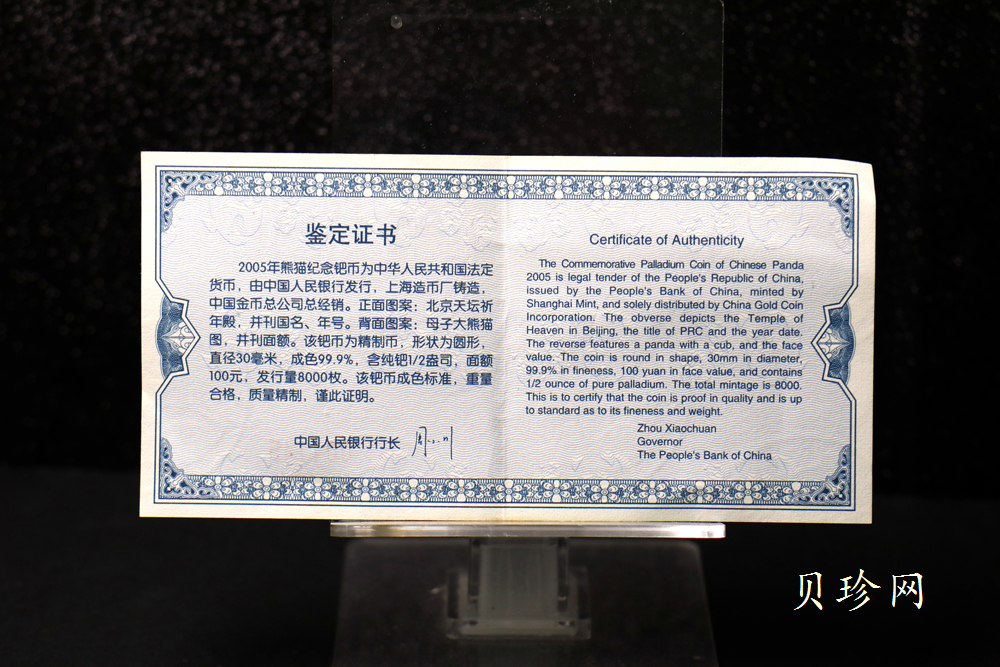 鉴定证书
2005年熊猫纪念钯币为中华人民共和国法定
货币，由中国人民银行发行，上海造币厂铸造，
中国金币总公司总经销。正面图案：北京天坛祈
年殿，并刊国名、年号。背面图案：母子大熊猫
图，并刊面额。该钯币为精制币，形状为圆形，
直径30毫米，成色99.9%，含纯钯1/2盎司，面额
100元，发行量8000枚。该钯币成色标准，重量
合格，质量精制，谨此证明。
中国人民银行行长 周小川
Certificate of Authenticity
The Commemorative Palladium Coin of Chinese Panda
2005 is legal tender of the People's Republic of China,
issued by the People's Bank of China, minted by
Shanghai Mint, and solely distributed by China Gold Coin
Incorporation. The obverse depicts the Temple of
Heaven in Beijing, the title of PRC and the year date.
The reverse features a panda with a cub, and the face
value. The coin is round in shape, 30mm in diameter,
99.9% in fineness, 100 yuan in face value, and contains
1/2 ounce of pure palladium. The total mintage is 8000.
This is to certify that the coin is proof in quality and is up
to standard as to its fineness and weight.
Zhou Xiaochuan
Governor
The People's Bank of China
贝珍网